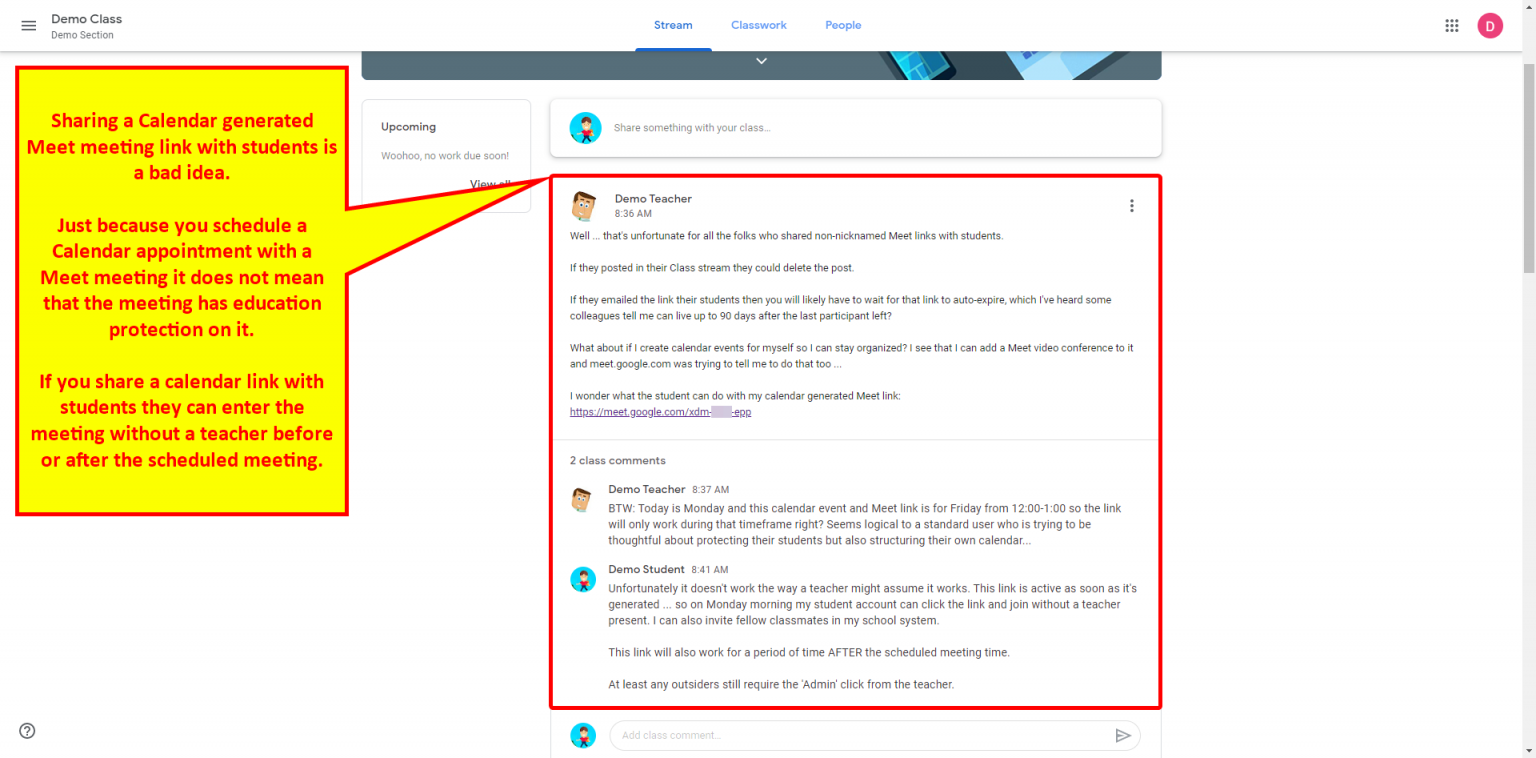 Demo Class
Demo Section
Stream
Classwork
People
D
Sharing a Calendar generated
Meet meeting link with students is
a bad idea.
Just because you schedule a
Calendar appointment with a
Meet meeting it does not mean
that the meeting has education
protection on it.
If you share a calendar link with
students they can enter the
meeting without a teacher before
or after the scheduled meeting.
Upcoming
Woohoo, no work due soon!
View all
Share something with your class...
Demo Teacher
8:36 AM
Well ... that's unfortunate for all the folks who shared non-nicknamed Meet links with students.
If they posted in their Class stream they could delete the post.
If they emailed the link their students then you will likely have to wait for that link to auto-expire, which I've heard some
colleagues tell me can live up to 90 days after the last participant left?
What about if I create calendar events for myself so I can stay organized? I see that I can add a Meet video conference to it
and meet.google.com was trying to tell me to do that too ...
I wonder what the student can do with my calendar generated Meet link:
https://meet.google.com/xdm- -epp
2 class comments
Demo Teacher 8:37 AM
BTW: Today is Monday and this calendar event and Meet link is for Friday from 12:00-1:00 so the link
will only work during that timeframe right? Seems logical to a standard user who is trying to be
thoughtful about protecting their students but also structuring their own calendar...
Demo Student 8:41 AM
Unfortunately it doesn't work the way a teacher might assume it works. This link is active as soon as it's
generated ... so on Monday morning my student account can click the link and join without a teacher
present. I can also invite fellow classmates in my school system.
This link will also work for a period of time AFTER the scheduled meeting time.
At least any outsiders still require the 'Admin' click from the teacher.
Add class comment...